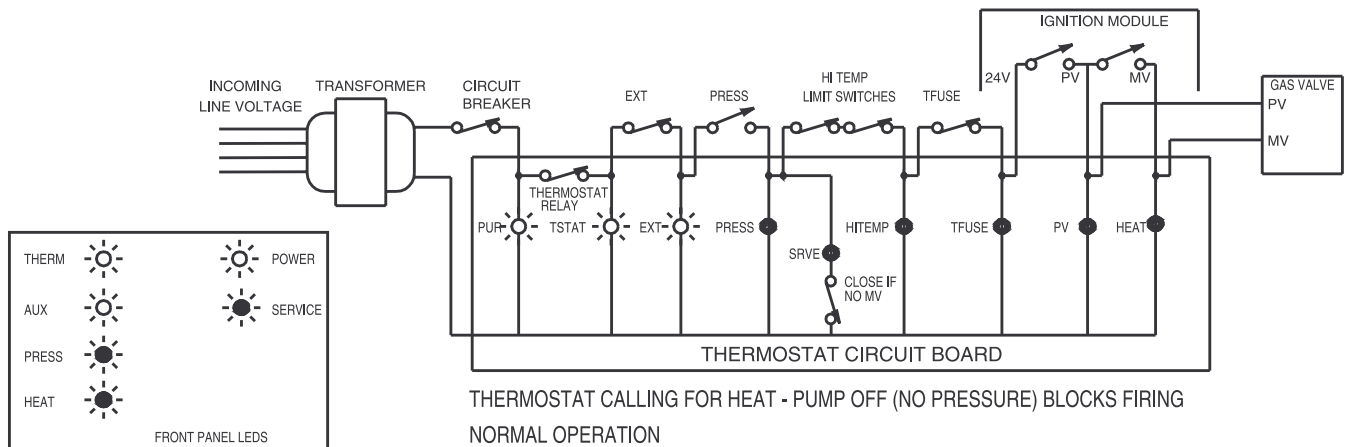 IGNITION MODULE
INCOMING
LINE VOLTAGE
TRANSFORMER
CIRCUIT
BREAKER
EXT
PRESS
HI TEMP
LIMIT SWITCHES
TFUSE
24V
PV
MV
GAS VALVE
PV
MV
THERMOSTAT
RELAY
PUR
TSTAT
EXT
PRESS
SRVE
CLOSE IF
NO MV
HITEMP
TFUSE
PV
HEAT
THERMOSTAT CIRCUIT BOARD
THERM
POWER
AUX
SERVICE
PRESS
HEAT
FRONT PANEL LEDS
THERMOSTAT CALLING FOR HEAT - PUMP OFF (NO PRESSURE) BLOCKS FIRING
NORMAL OPERATION